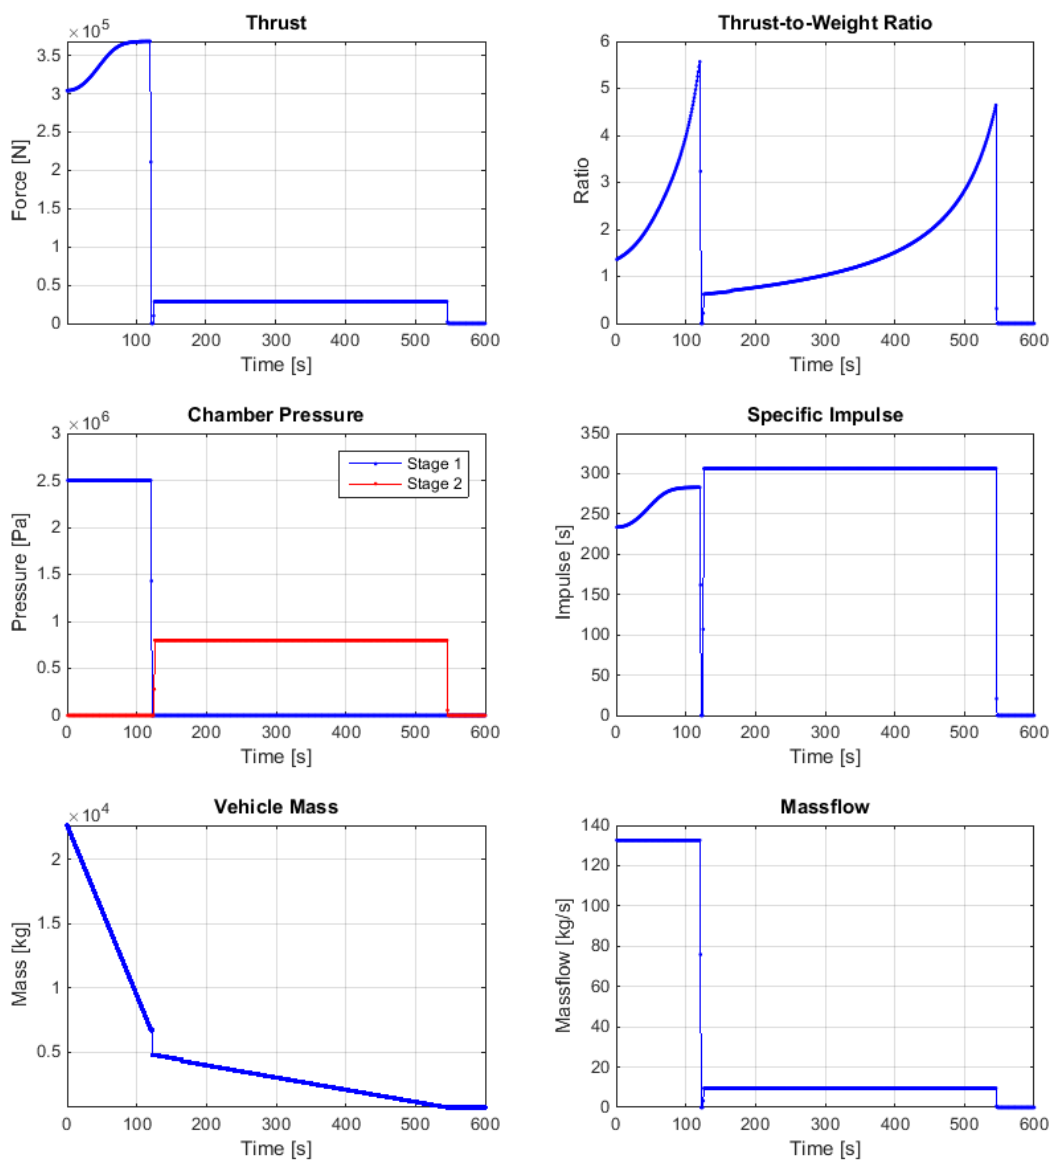 Thrust
× 10^5
3.5
3
2.5
2
1.5
1
0.5
0
100 200 300 400 500 600
Force [N]
Time [s]
Thrust-to-Weight Ratio
6
5
4
3
2
1
0
0 100 200 300 400 500 600
Ratio
Time [s]
Chamber Pressure
× 10^6
3
2.5
2
1.5
1
0.5
0
0 100 200 300 400 500 600
Pressure [Pa]
Time [s]
Stage 1
Stage 2
Specific Impulse
350
300
250
200
150
100
50
0
0 100 200 300 400 500 600
Impulse [s]
Time [s]
Vehicle Mass
× 10^4
2
1.5
1
0.5
0 100 200 300 400 500 600
Mass [kg]
Time [s]
Massflow
140
120
100
80
60
40
20
0
0 100 200 300 400 500 600
Massflow [kg/s]
Time [s]